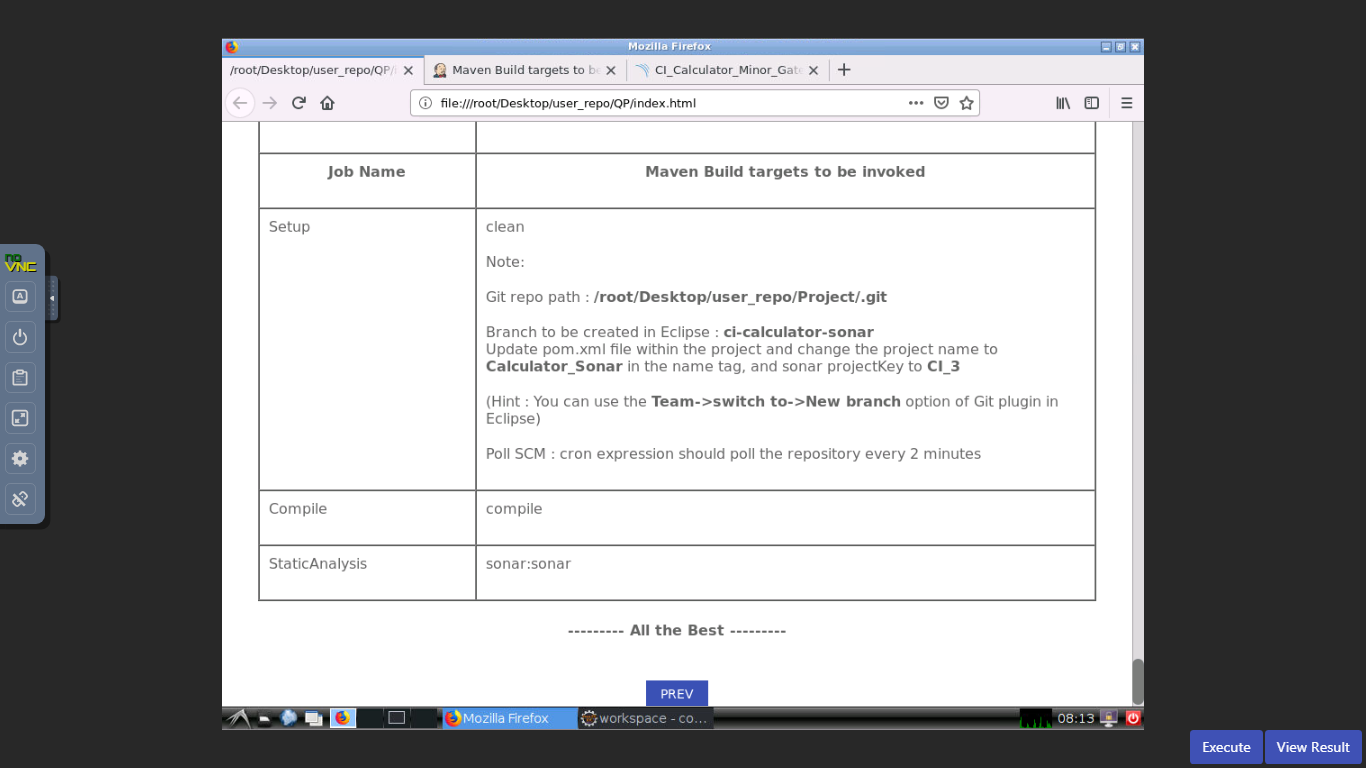 Mozilla Firefox
/root/Desktop/user_repo/QP/i
Maven Build targets to be
CI_Calculator_Minor_Gate
file:///root/Desktop/user_repo/QP/index.html
Job Name
Maven Build targets to be invoked
Setup
clean
Note:
Git repo path : /root/Desktop/user_repo/Project/.git
Branch to be created in Eclipse : ci-calculator-sonar
Update pom.xml file within the project and change the project name to
Calculator_Sonar in the name tag, and sonar projectKey to CI_3
(Hint : You can use the Team->switch to->New branch option of Git plugin in
Eclipse)
Poll SCM : cron expression should poll the repository every 2 minutes
Compile
compile
StaticAnalysis
sonar:sonar
--------- All the Best ---------
PREV
Mozilla Firefox
workspace - co...
08:13
no
VNC
A
Execute
View Result